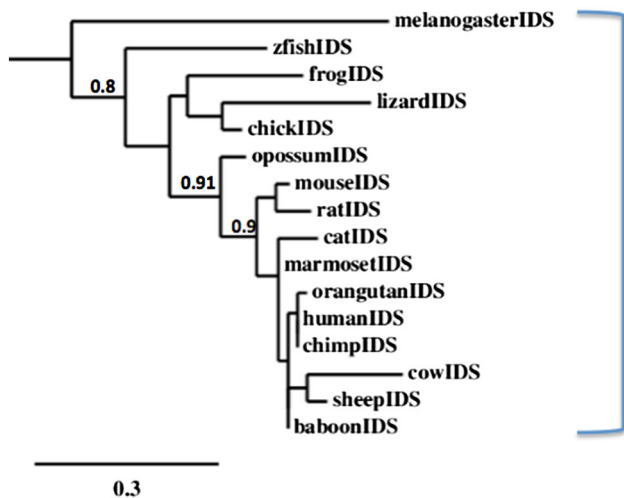 melanogasterIDS
zfishIDS
0.8
frogIDS
lizardIDS
chickIDS
opossumIDS
0.91
mouseIDS
ratIDS
0.9
catIDS
marmosetIDS
orangutanIDS
humanIDS
chimpIDS
cowIDS
sheepIDS
baboonIDS
0.3